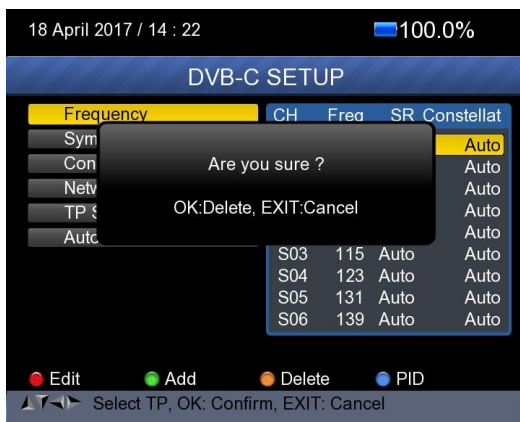 18 April 2017 / 14 : 22
100.0%
DVB-C SETUP
Frequency
CH Freq SR Constellat
Auto
Auto
Auto
Auto
Auto
Are you sure ?
OK:Delete, EXIT:Cancel
S03 115 Auto Auto
S04 123 Auto Auto
S05 131 Auto Auto
S06 139 Auto Auto
Edit Add Delete PID
Select TP, OK: Confirm, EXIT: Cancel